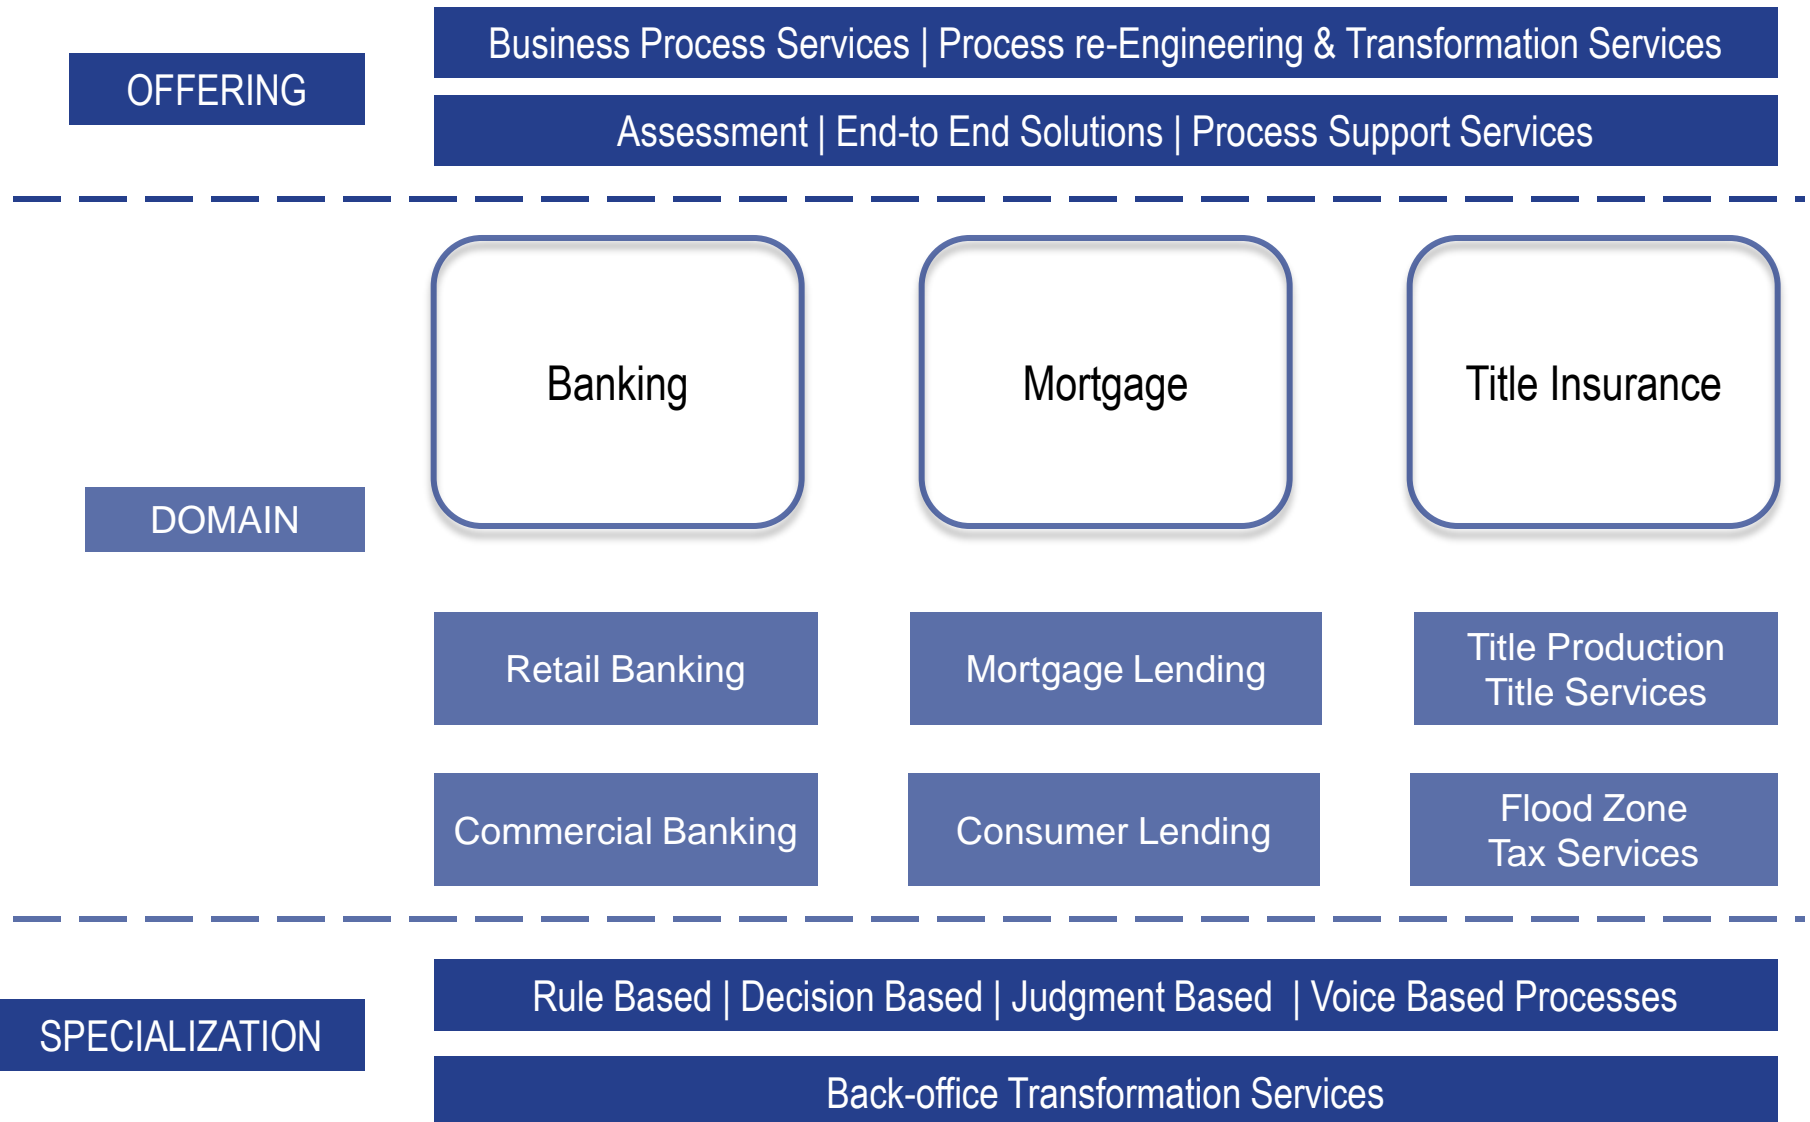 OFFERING
Business Process Services | Process re-Engineering & Transformation Services
Assessment | End-to End Solutions | Process Support Services
DOMAIN
Banking
Mortgage
Title Insurance
Retail Banking
Mortgage Lending
Title Production
Title Services
Commercial Banking
Consumer Lending
Flood Zone
Tax Services
SPECIALIZATION
Rule Based | Decision Based | Judgment Based | Voice Based Processes
Back-office Transformation Services